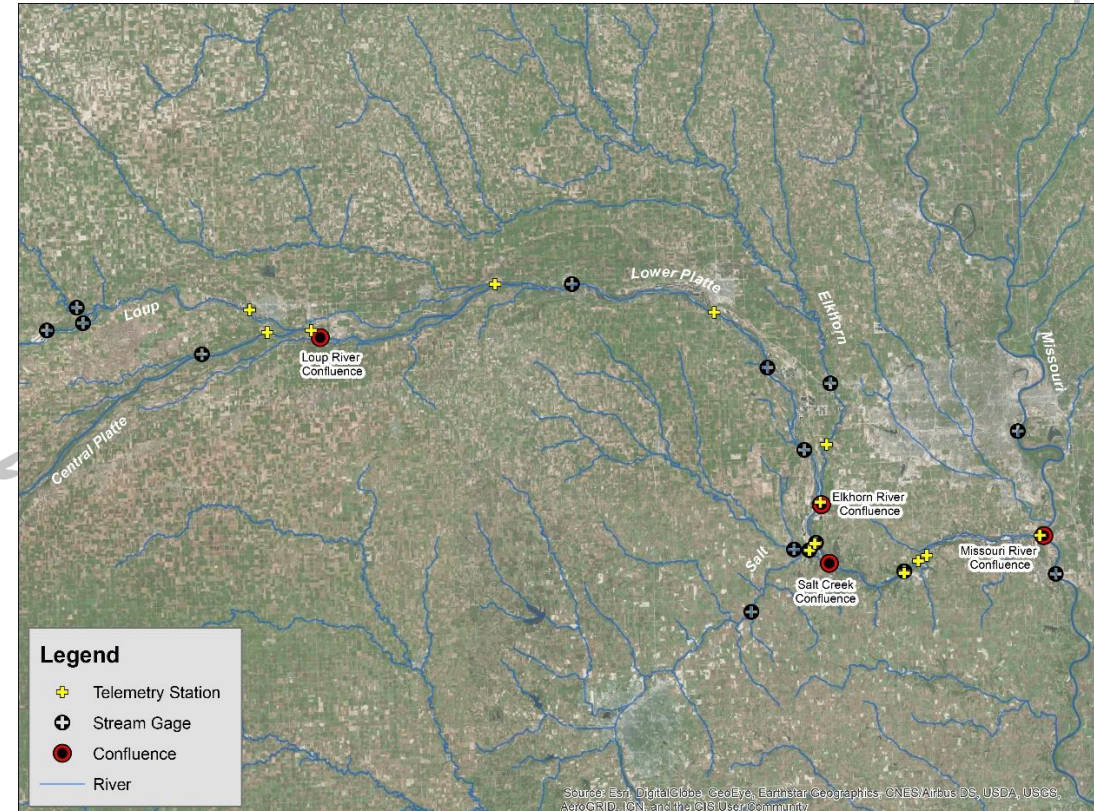 Lower Platte
Elkhorn
Loup
Missouri
Loup River
Confluence
Central Platte
Elkhorn River
Confluence
Missouri River
Confluence
Salt
Salt Creek
Confluence
Legend
Telemetry Station
Stream Gage
Confluence
River
Source: Esri, DigitalGlobe, GeoEye, Earthstar Geographics, CNES/Airbus DS, USDA, USGS,
AeroGRID, IGN, and the GIS User Community